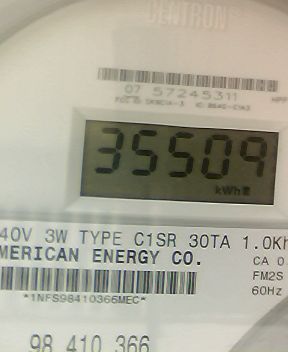 CENTRON
07 57245311
35509
kWh
40V 3W TYPE C1SR 30TA 1.0Kh
MERICAN ENERGY CO.
CA 0.
FM2S
60Hz
*1NFS98410366MEC*
98 410 366